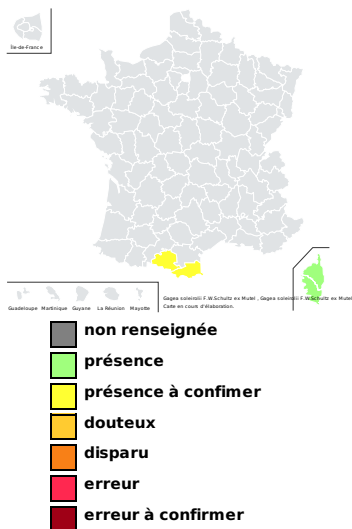 Île-de-France
Gagea soleirolii F.W.Schultz ex Mutel , Gagea soleirolii F.W.Schultz ex Mutel
Carte en cours d'élaboration.
Guadeloupe Martinique Guyane La Réunion Mayotte
non renseignée
présence
présence à confimer
douteux
disparu
erreur
erreur à confirmer